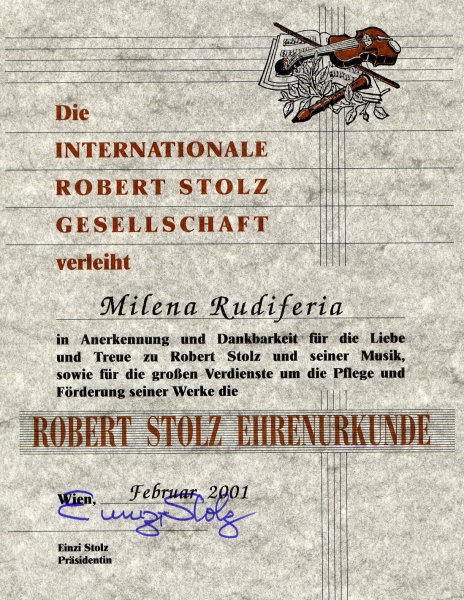 Die
INTERNATIONALE
ROBERT STOLZ
GESELLSCHAFT
verleiht
Milena Rudiferia
in Anerkennung und Dankbarkeit für die Liebe
und Treue zu Robert Stolz und seiner Musik,
sowie für die großen Verdienste um die Pflege und
Förderung seiner Werke die
ROBERT STOLZ EHRENURKUNDE
Wien, Februar 2001
Einzi Stolz
Einzi Stolz
Präsidentin